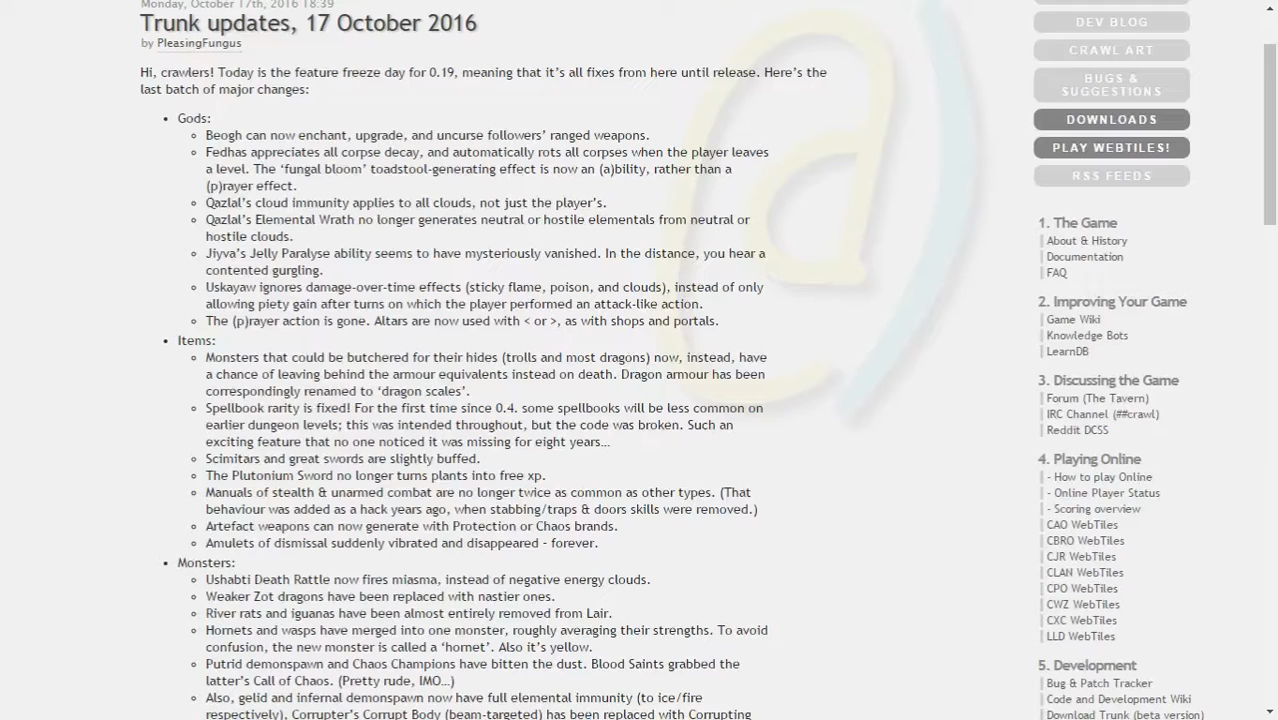 Monday, October 17th, 2016 18:39
Trunk updates, 17 October 2016
by PleasingFungus
Hi, crawlers! Today is the feature freeze day for 0.19, meaning that it's all fixes from here until release. Here's the
last batch of major changes:
Gods:
Beogh can now enchant, upgrade, and uncurse followers' ranged weapons.
Fedhas appreciates all corpse decay, and automatically rots all corpses when the player leaves
a level. The 'fungal bloom' toadstool-generating effect is now an (a)bility, rather than a
(p)rayer effect.
Qazlal's cloud immunity applies to all clouds, not just the player's.
Qazlal's Elemental Wrath no longer generates neutral or hostile elementals from neutral or
hostile clouds.
Jiyva's Jelly Paralyse ability seems to have mysteriously vanished. In the distance, you hear a
contented gurgling.
Uskayaw ignores damage-over-time effects (sticky flame, poison, and clouds), instead of only
allowing piety gain after turns on which the player performed an attack-like action.
The (p)rayer action is gone. Altars are now used with < or >, as with shops and portals.
Items:
Monsters that could be butchered for their hides (trolls and most dragons) now, instead, have
a chance of leaving behind the armour equivalents instead on death. Dragon armour has been
correspondingly renamed to 'dragon scales'.
Spellbook rarity is fixed! For the first time since 0.4. some spellbooks will be less common on
earlier dungeon levels; this was intended throughout, but the code was broken. Such an
exciting feature that no one noticed it was missing for eight years...
Scimitars and great swords are slightly buffed.
The Plutonium Sword no longer turns plants into free xp.
Manuals of stealth & unarmed combat are no longer twice as common as other types. (That
behaviour was added as a hack years ago, when stabbing/traps & doors skills were removed.)
Artefact weapons can now generate with Protection or Chaos brands.
Amulets of dismissal suddenly vibrated and disappeared - forever.
Monsters:
Ushabti Death Rattle now fires miasma, instead of negative energy clouds.
Weaker Zot dragons have been replaced with nastier ones.
River rats and iguanas have been almost entirely removed from Lair.
Hornets and wasps have merged into one monster, roughly averaging their strengths. To avoid
confusion, the new monster is called a 'hornet'. Also it's yellow.
Putrid demonspawn and Chaos Champions have bitten the dust. Blood Saints grabbed the
latter's Call of Chaos. (Pretty rude, IMO...)
Also, gelid and infernal demonspawn now have full elemental immunity (to ice/fire
respectively), Corrupter's Corrupt Body (beam-targeted) has been replaced with Corrupting
DEV BLOG
CRAWL ART
BUGS &
SUGGESTIONS
DOWNLOADS
PLAY WEBTILES!
RSS FEEDS
1. The Game
About & History
Documentation
FAQ
2. Improving Your Game
Game Wiki
Knowledge Bots
LearnDB
3. Discussing the Game
Forum (The Tavern)
IRC Channel (##crawl)
Reddit DCSS
4. Playing Online
- How to play Online
- Online Player Status
- Scoring overview
CAO WebTiles
CBRO WebTiles
CJR WebTiles
CLAN WebTiles
CPO WebTiles
CWZ WebTiles
CXC WebTiles
LLD WebTiles
5. Development
Bug & Patch Tracker
Code and Development Wiki
Download Trunk (beta version)